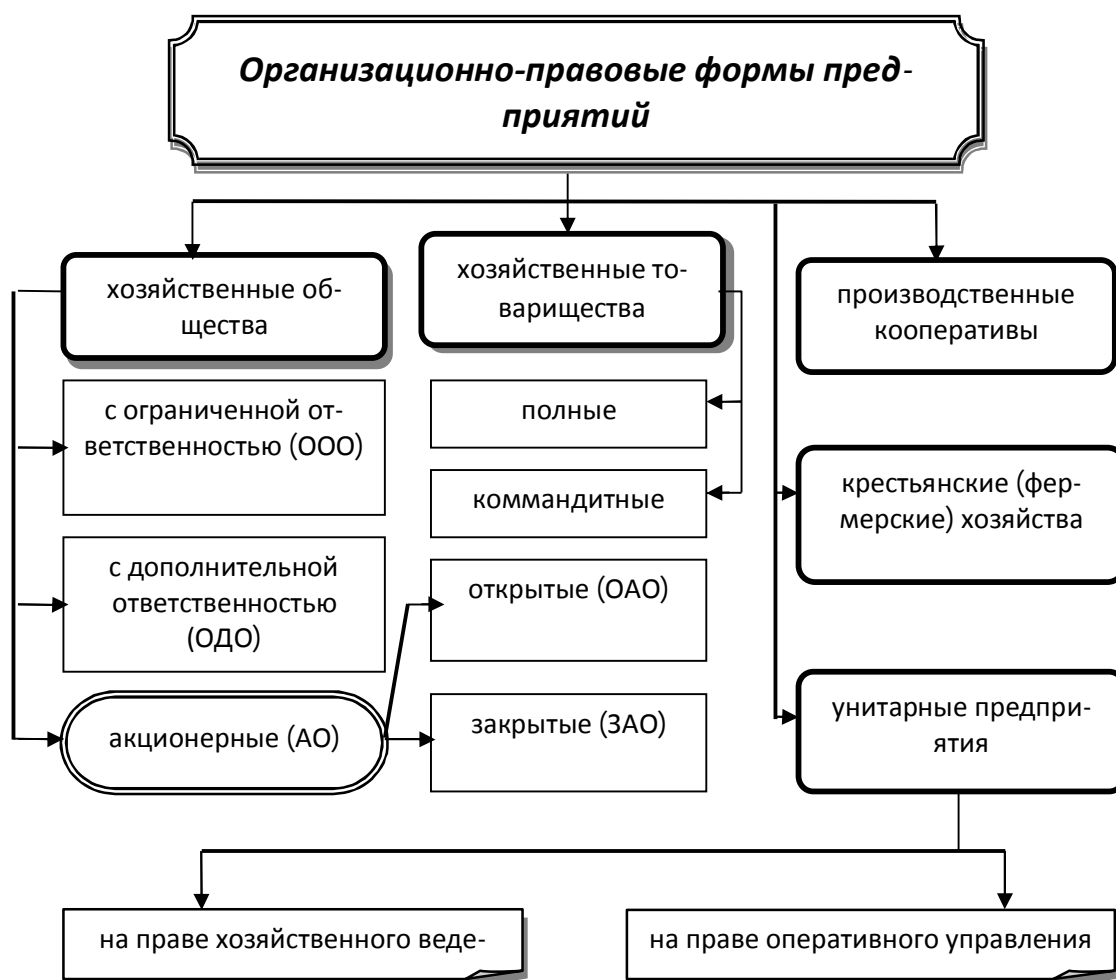 Организационно-правовые формы пред-
приятий
хозяйственные об-
щества
хозяйственные то-
варищества
производственные
кооперативы
с ограниченной от-
ветственностью (ООО)
полные
коммандитные
крестьянские (фер-
мерские) хозяйства
с дополнительной
ответственностью
(ОДО)
открытые (ОАО)
акционерные (АО)
закрытые (ЗАО)
унитарные предпри-
ятия
на праве хозяйственного веде-
на праве оперативного управления